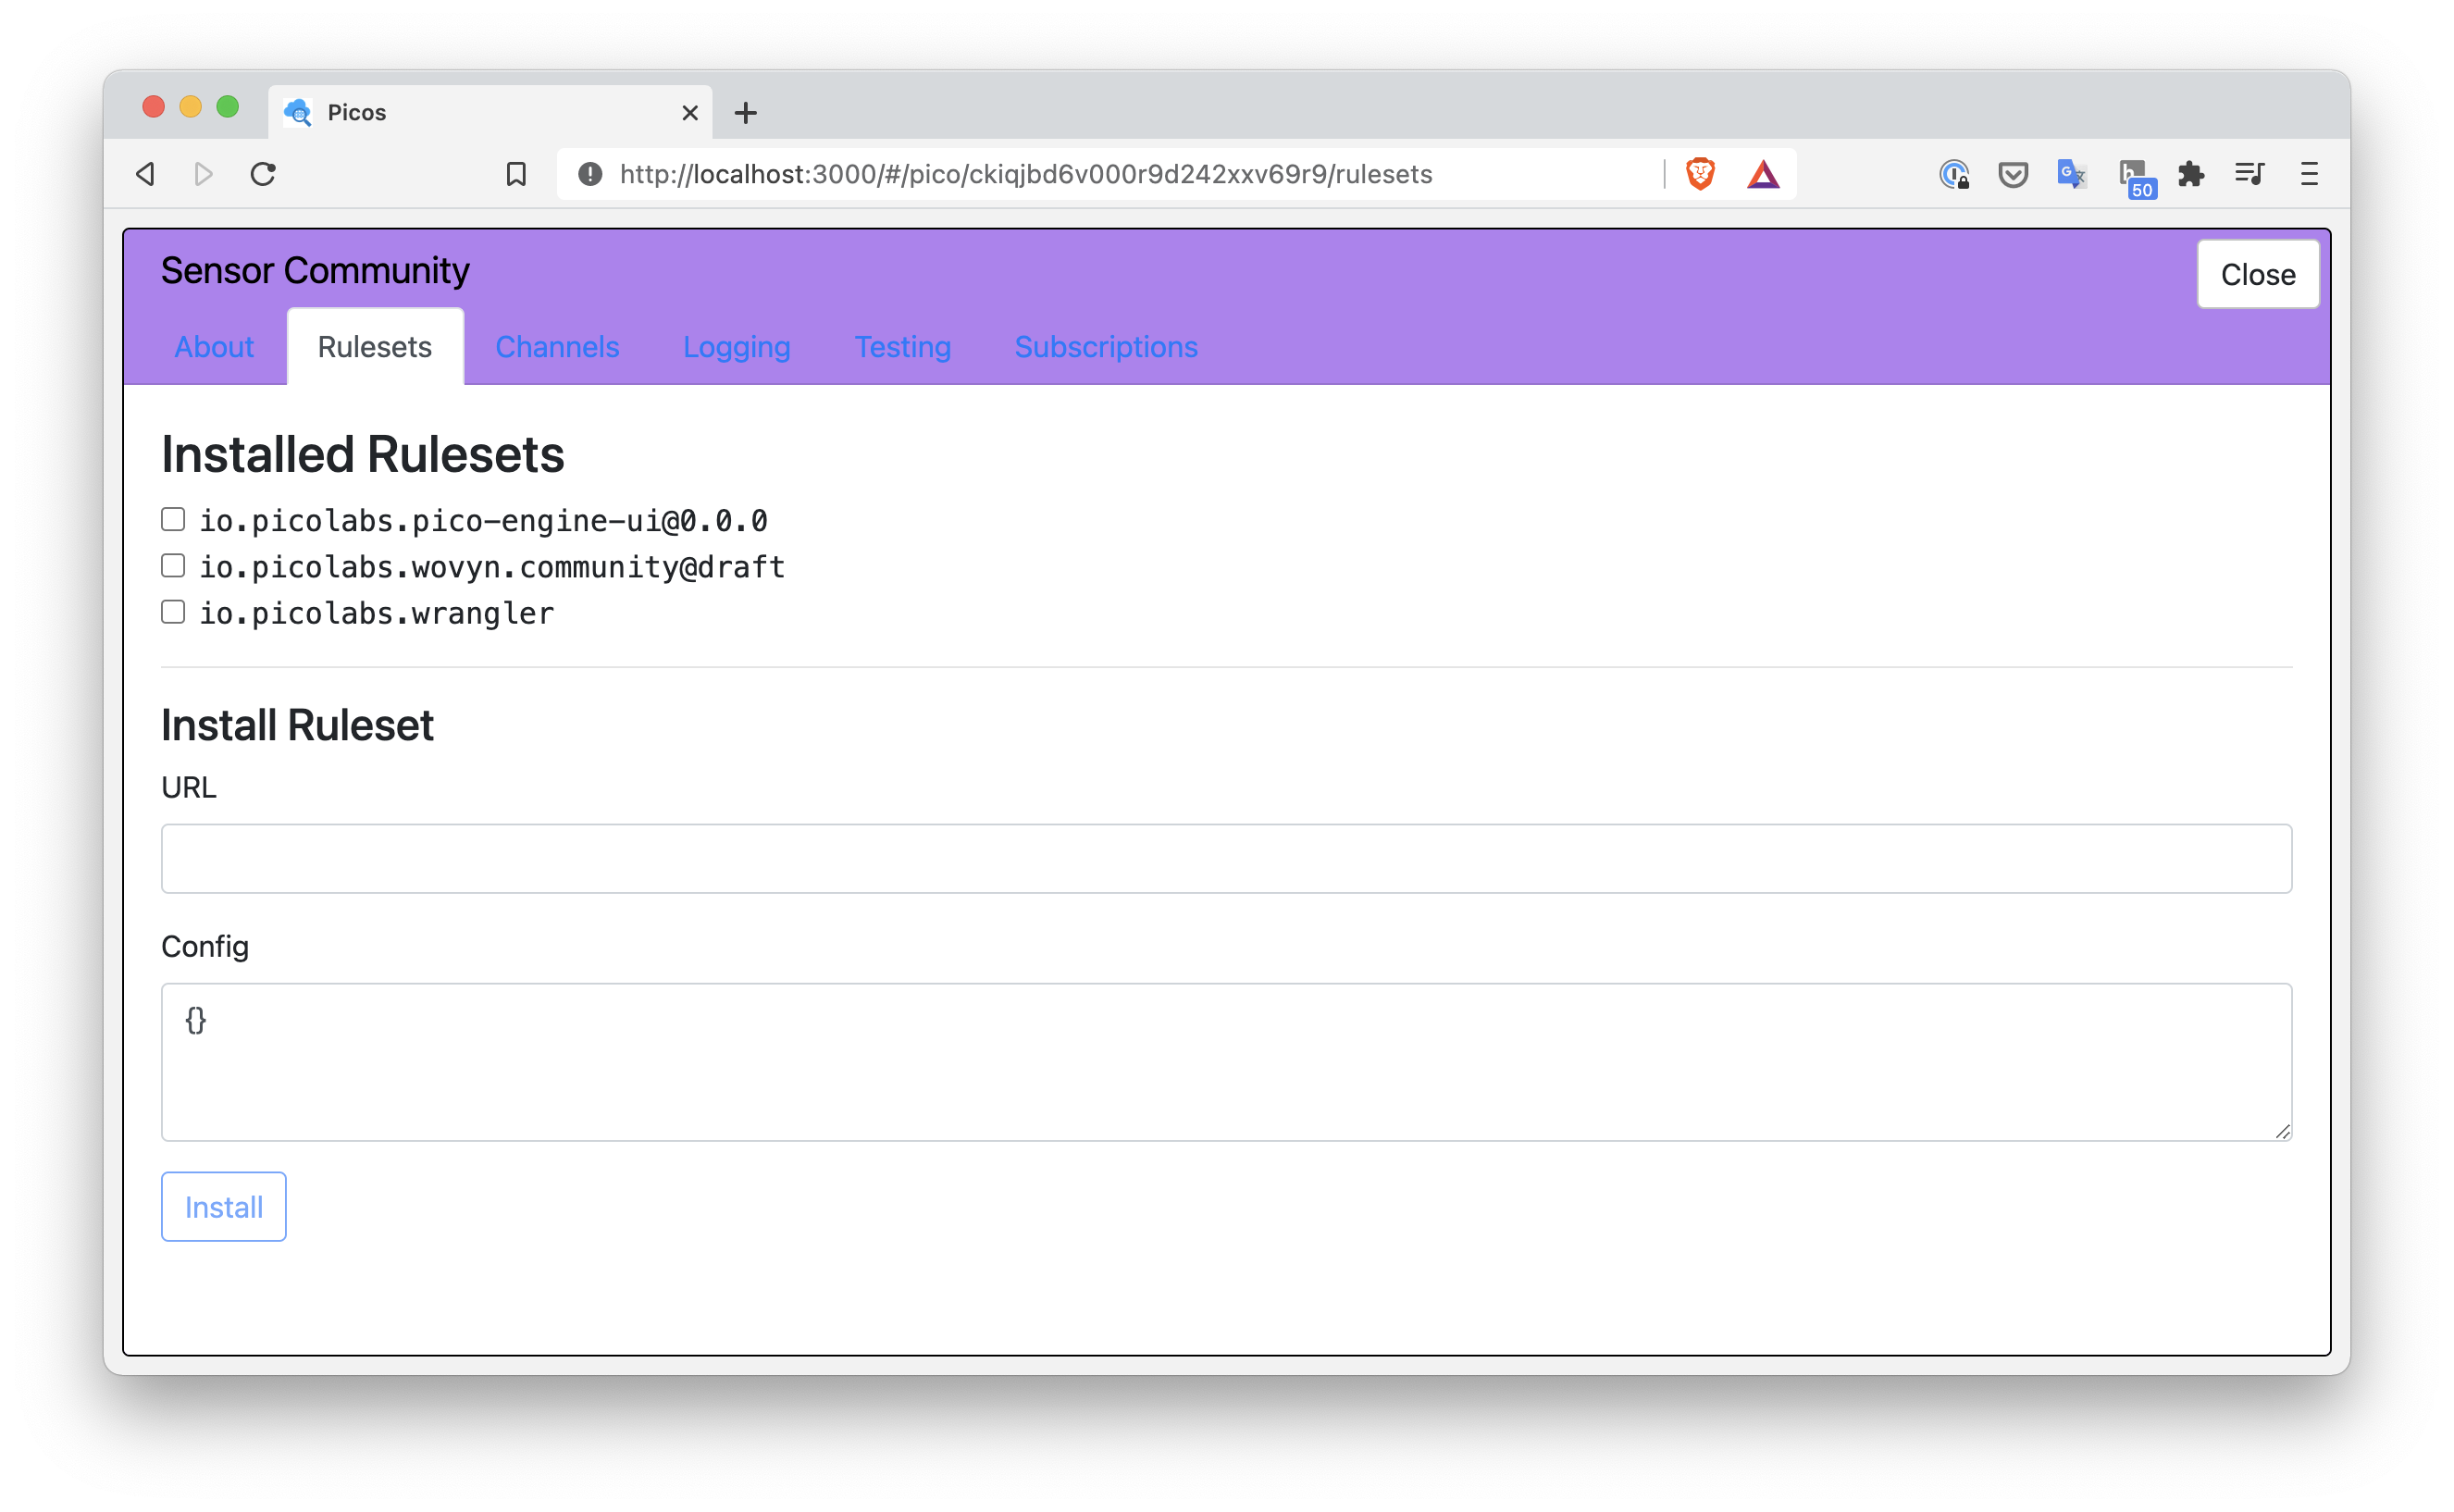 Picos
http://localhost:3000/#/pico/ckiqjbd6v000r9d242xxv69r9/rulesets
50
Sensor Community
Close
About Rulesets Channels Logging Testing Subscriptions
Installed Rulesets
io.picolabs.pico-engine-ui@0.0.0
io.picolabs.wovyn.community@draft
io.picolabs.wrangler
Install Ruleset
URL
Config
{}
Install